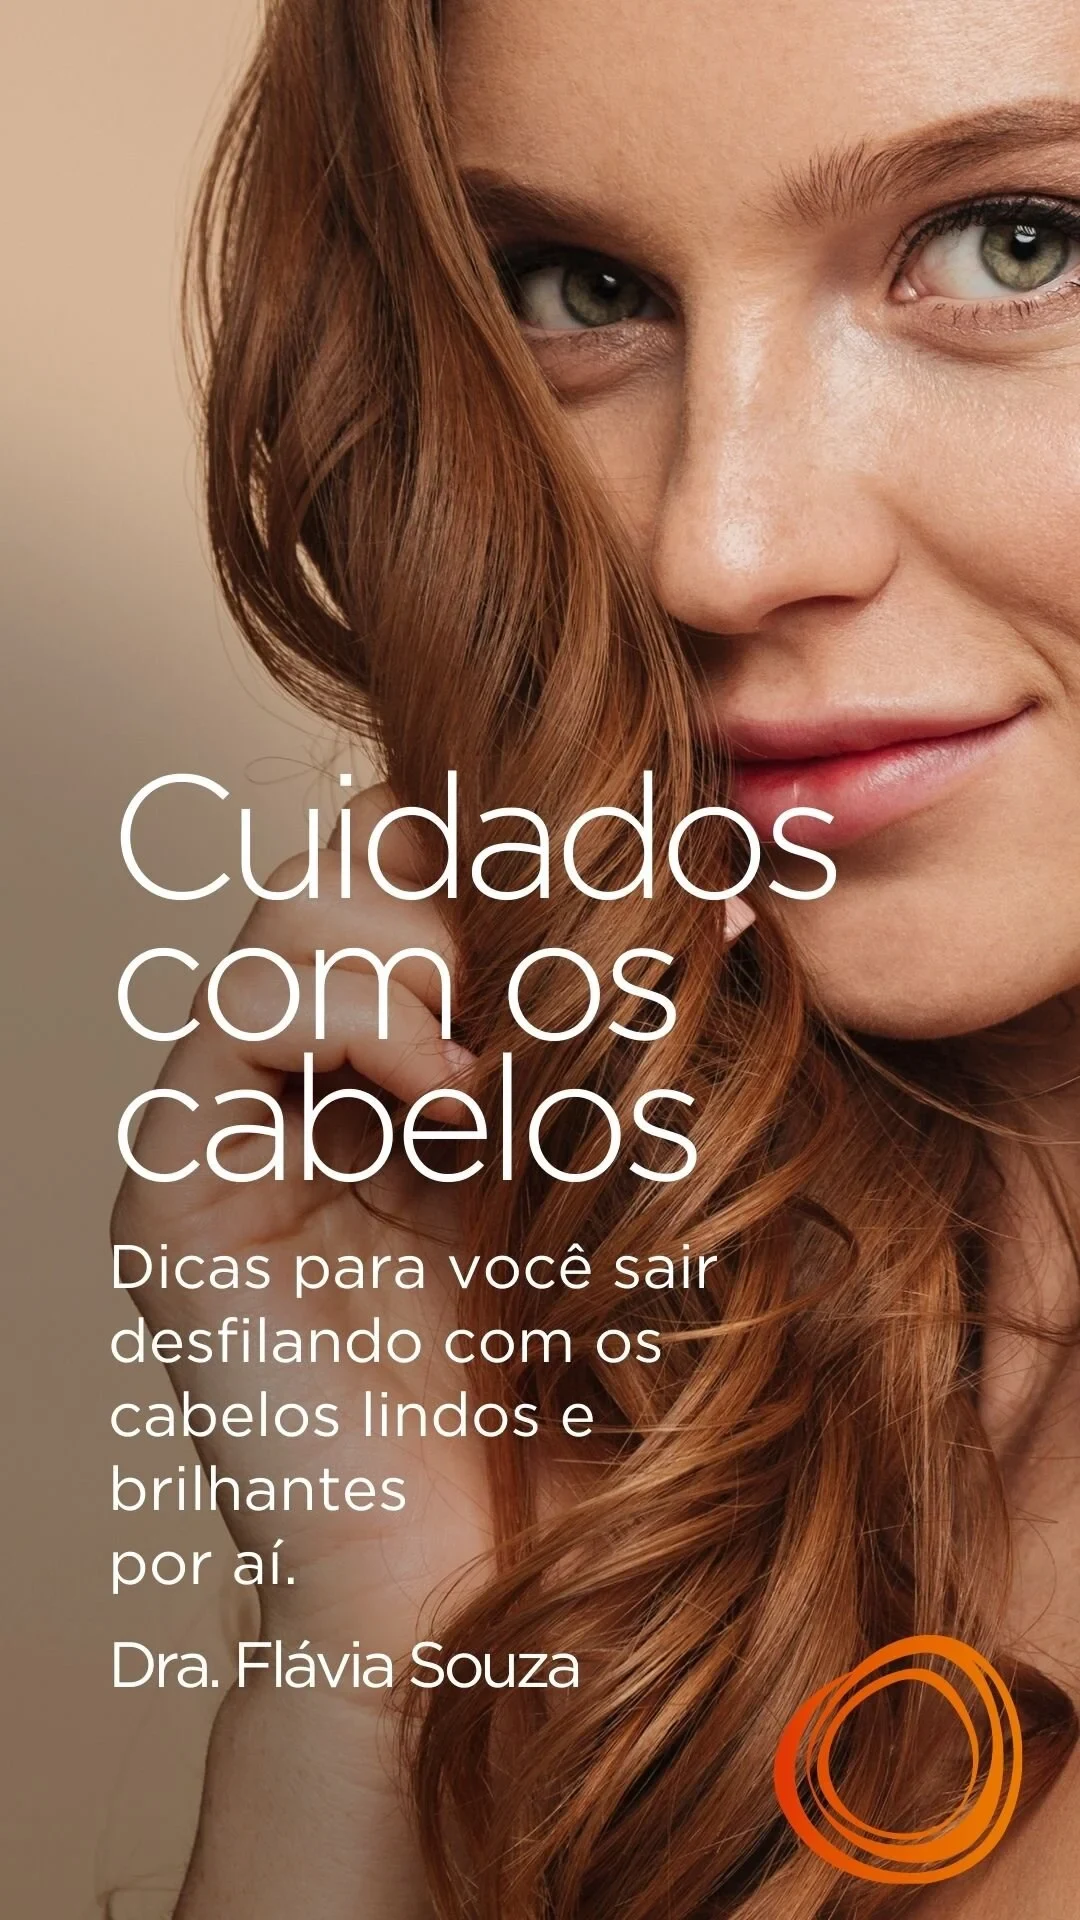 Cuidados
com os
cabelos
Dicas para você sair
desfilando com os
cabelos lindos e
brilhantes
por aí.
Dra. Flávia Souza